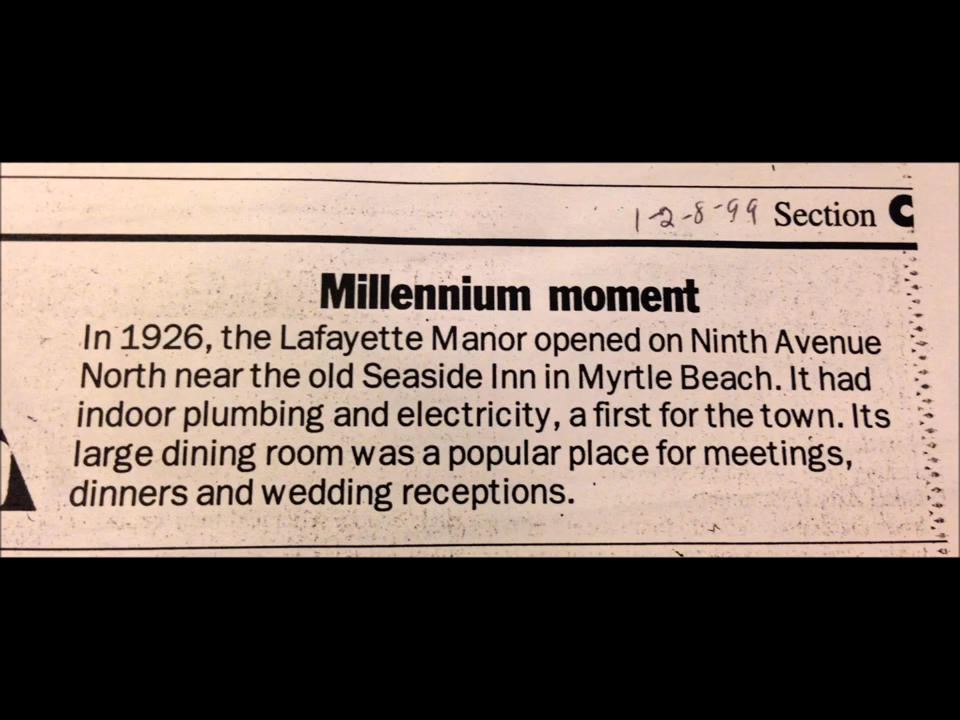 1-2-8-99 Section C
Millennium moment
In 1926, the Lafayette Manor opened on Ninth Avenue
North near the old Seaside Inn in Myrtle Beach. It had
indoor plumbing and electricity, a first for the town. Its
large dining room was a popular place for meetings,
dinners and wedding receptions.